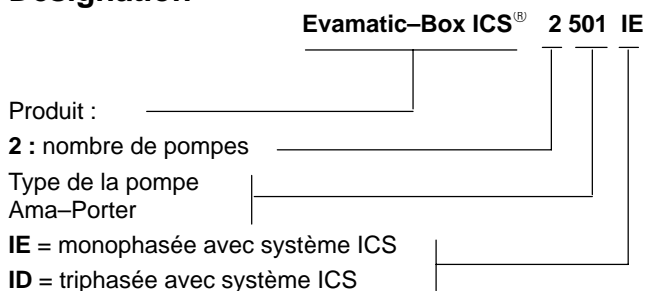 Evamatic–Box ICS® 2 501 IE
Produit :
2 : nombre de pompes
Type de la pompe
Ama–Porter
IE = monophasée avec système ICS
ID = triphasée avec système ICS